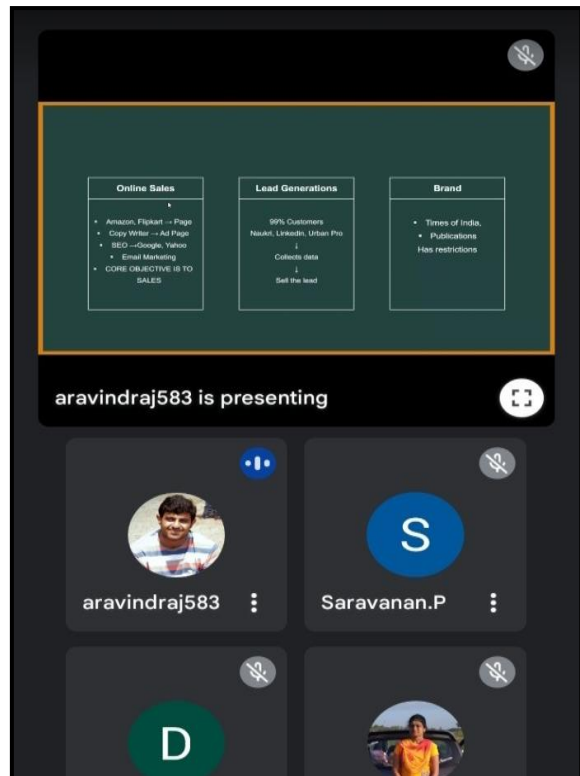 Online Sales
• Amazon, Flipkart → Page
• Copy Writer → Ad Page
• SEO →Google, Yahoo
• Email Marketing
• CORE OBJECTIVE IS TO
SALES
Lead Generations
99% Customers
Naukri, Linkedin, Urban Pro
↓
Collects data
↓
Sell the lead
Brand
• Times of India,
• Publications
Has restrictions
aravindraj583 is presenting
aravindraj583
S
Saravanan.P
D